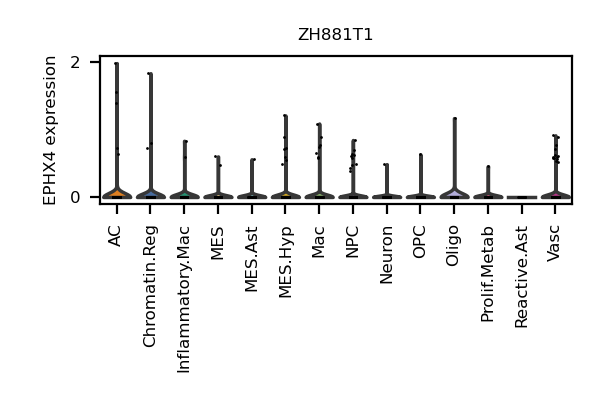 ZH881T1
EPHX4 expression
2
0
AC
Chromatin.Reg
Inflammatory.Mac
MES
MES.Ast
MES.Hyp
Mac
NPC
Neuron
OPC
Oligo
Prolif.Metab
Reactive.Ast
Vasc